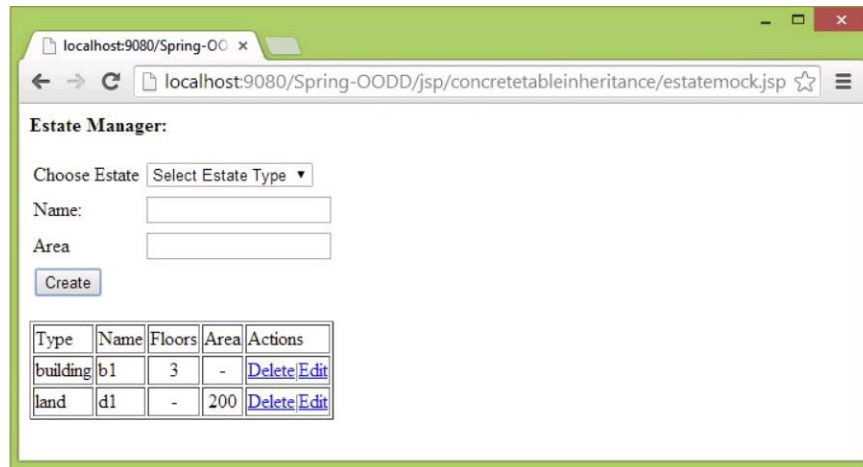 localhost:9080/Spring-OO
localhost:9080/Spring-OODD/jsp/concretetableinheritance/estatemock.jsp
Estate Manager:
Choose Estate Select Estate Type
Name:
Area
Create
Type Name Floors Area Actions
building b1 3 - Delete|Edit
land d1 - 200 Delete|Edit